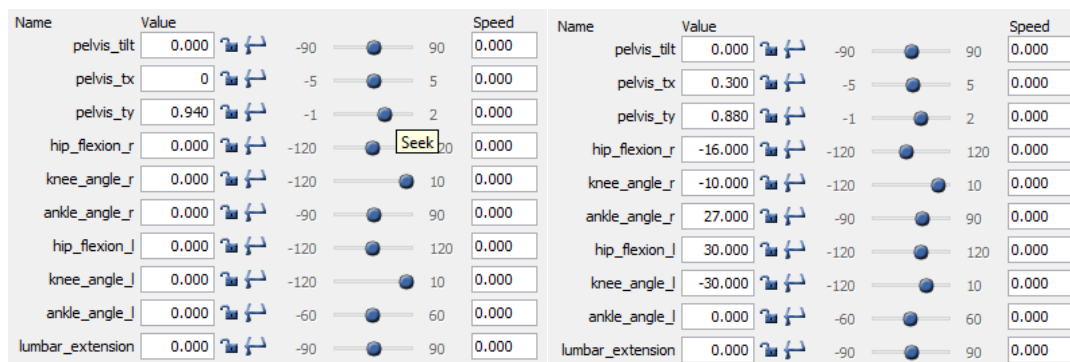 Name Value Speed
pelvis_tilt 0.000 -90 90 0.000
pelvis_tx 0 -5 5 0.000
pelvis_ty 0.940 -1 2 0.000
hip_flexion_r 0.000 -120 Seek 20 0.000
knee_angle_r 0.000 -120 10 0.000
ankle_angle_r 0.000 -90 90 0.000
hip_flexion_l 0.000 -120 120 0.000
knee_angle_l 0.000 -120 10 0.000
ankle_angle_l 0.000 -60 60 0.000
lumbar_extension 0.000 -90 90 0.000
Name Value Speed
pelvis_tilt 0.000 -90 90 0.000
pelvis_tx 0.300 -5 5 0.000
pelvis_ty 0.880 -1 2 0.000
hip_flexion_r -16.000 -120 120 0.000
knee_angle_r -10.000 -120 10 0.000
ankle_angle_r 27.000 -90 90 0.000
hip_flexion_l 30.000 -120 120 0.000
knee_angle_l -30.000 -120 10 0.000
ankle_angle_l 0.000 -60 60 0.000
lumbar_extension 0.000 -90 90 0.000